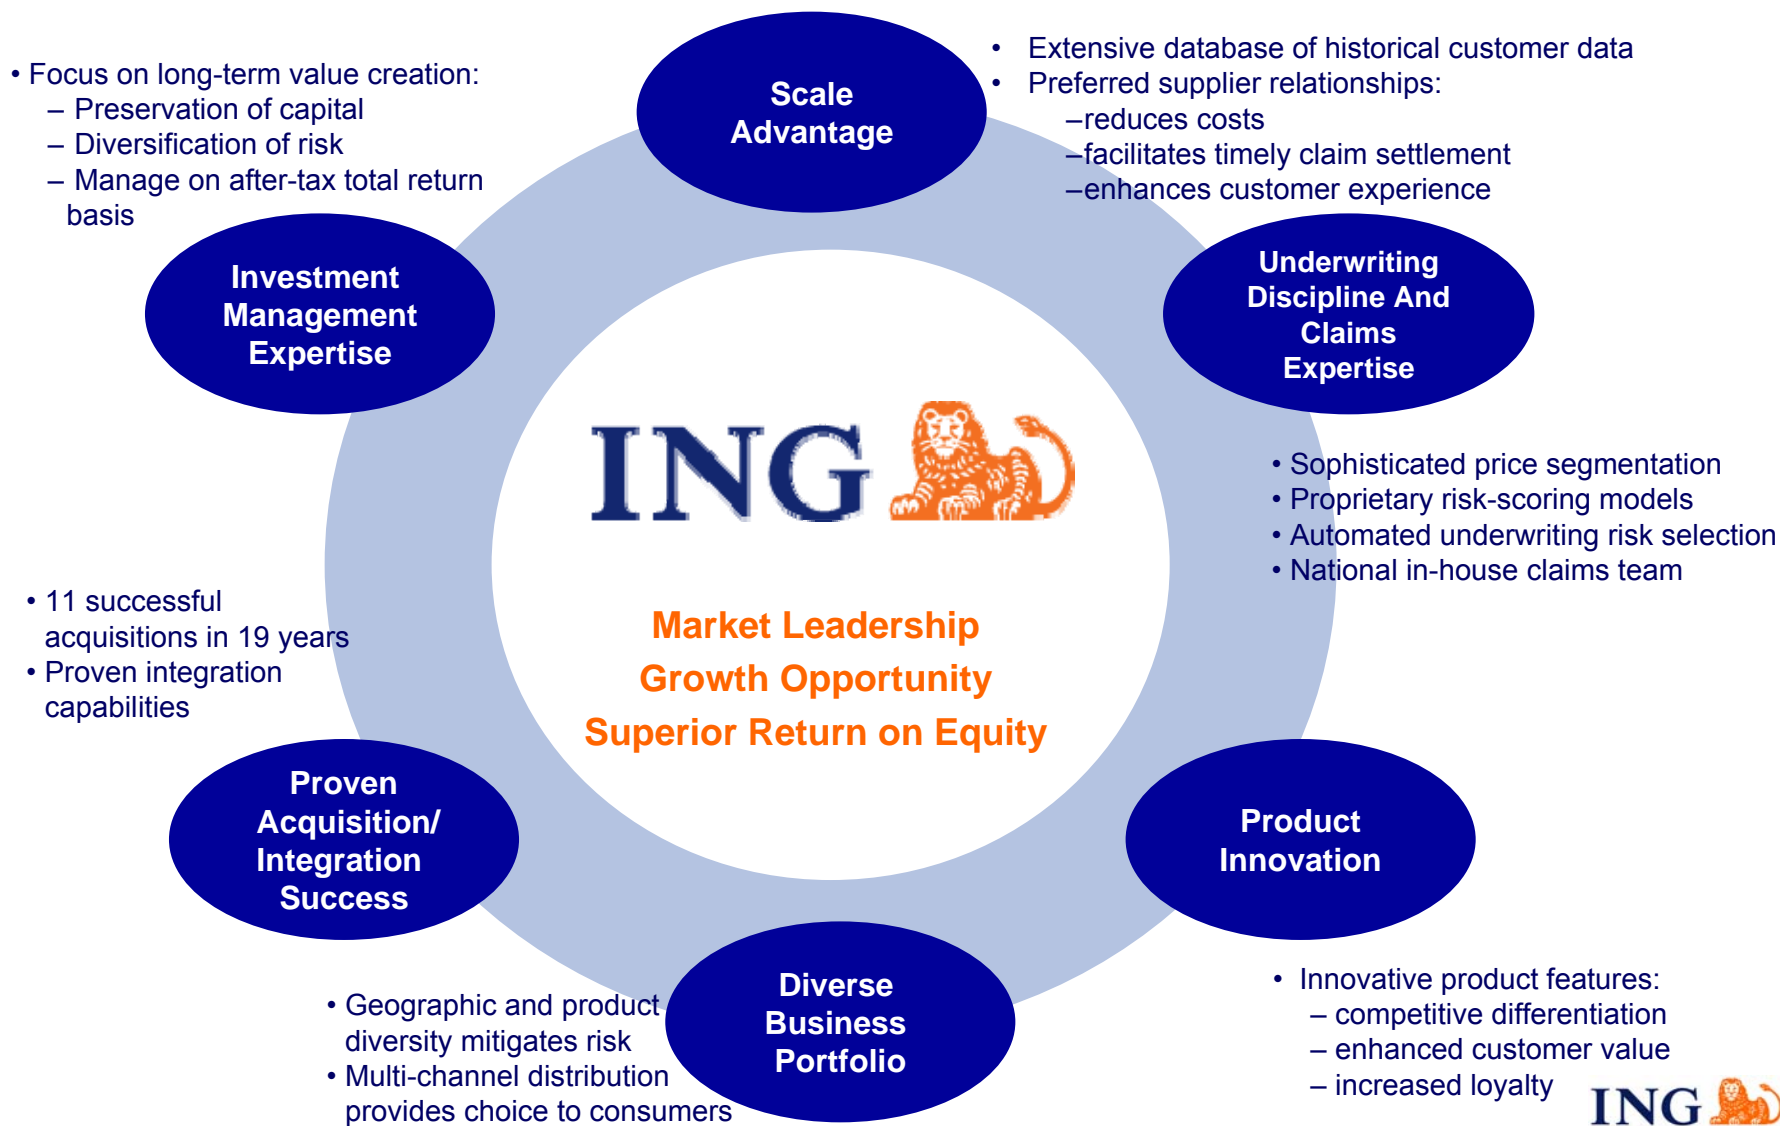 • Focus on long-term value creation:
– Preservation of capital
– Diversification of risk
– Manage on after-tax total return
basis
Scale
Advantage
• Extensive database of historical customer data
• Preferred supplier relationships:
–reduces costs
–facilitates timely claim settlement
–enhances customer experience
Investment
Management
Expertise
Underwriting
Discipline And
Claims
Expertise
ING
• Sophisticated price segmentation
• Proprietary risk-scoring models
• Automated underwriting risk selection
• National in-house claims team
• 11 successful
acquisitions in 19 years
• Proven integration
capabilities
Market Leadership
Growth Opportunity
Superior Return on Equity
Proven
Acquisition/
Integration
Success
Product
Innovation
• Geographic and product
diversity mitigates risk
• Multi-channel distribution
provides choice to consumers
Diverse
Business
Portfolio
• Innovative product features:
– competitive differentiation
– enhanced customer value
– increased loyalty
ING